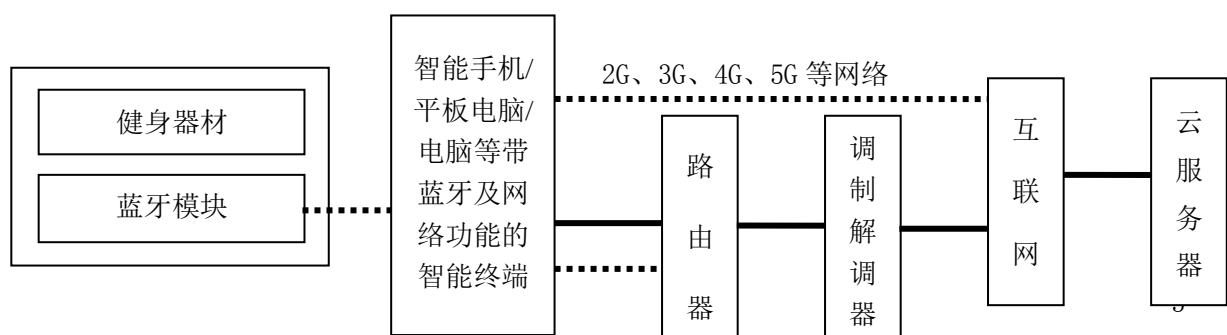 健身器材
蓝牙模块
智能手机/
平板电脑/
电脑等带
蓝牙及网
络功能的
智能终端
2G、3G、4G、5G 等网络
路由器
调制解调器
互联网
云服务器